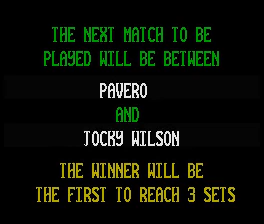 THE NEXT MATCH TO BE
PLAYED WILL BE BETWEEN
PAVERO
AND
JOCKY WILSON
THE WINNER WILL BE
THE FIRST TO REACH 3 SETS